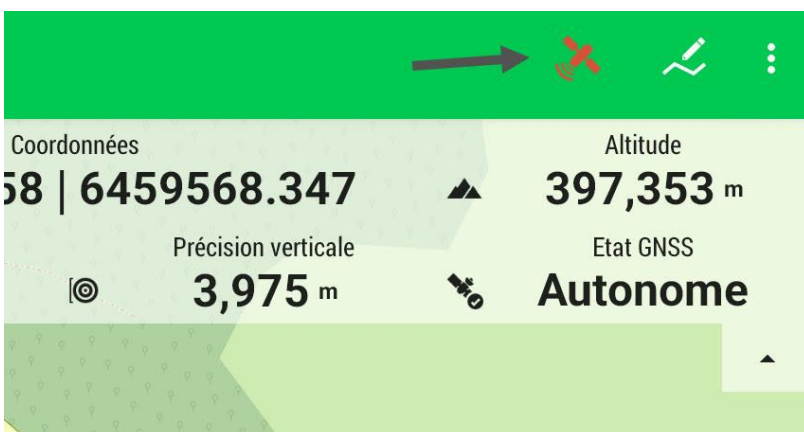 Coordonnées
Altitude
58 | 6459568.347
397,353 m
Précision verticale
Etat GNSS
3,975 m
Autonome